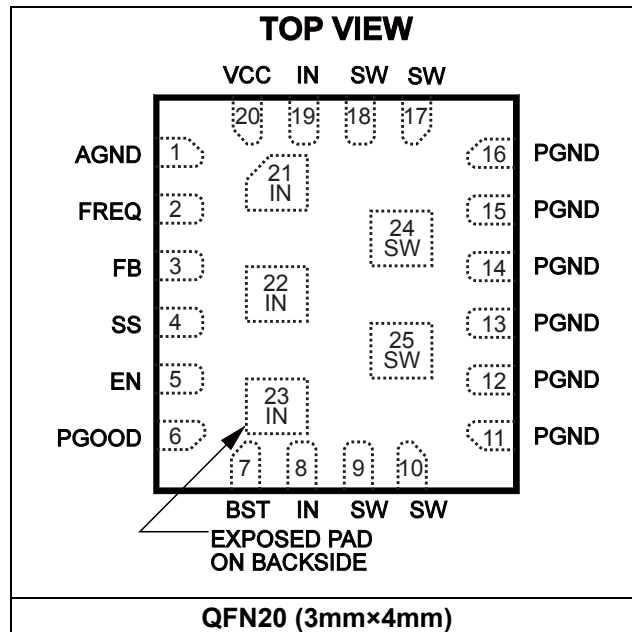 TOP VIEW
VCC IN SW SW
20 19 18 17
AGND 1 16 PGND
21
IN
FREQ 2 15 PGND
24
SW
FB 3 14 PGND
22
IN
SS 4 13 PGND
25
SW
EN 5 12 PGND
23
IN
PGOOD 6 11 PGND
7 8 9 10
BST IN SW SW
EXPOSED PAD
ON BACKSIDE
QFN20 (3mm×4mm)